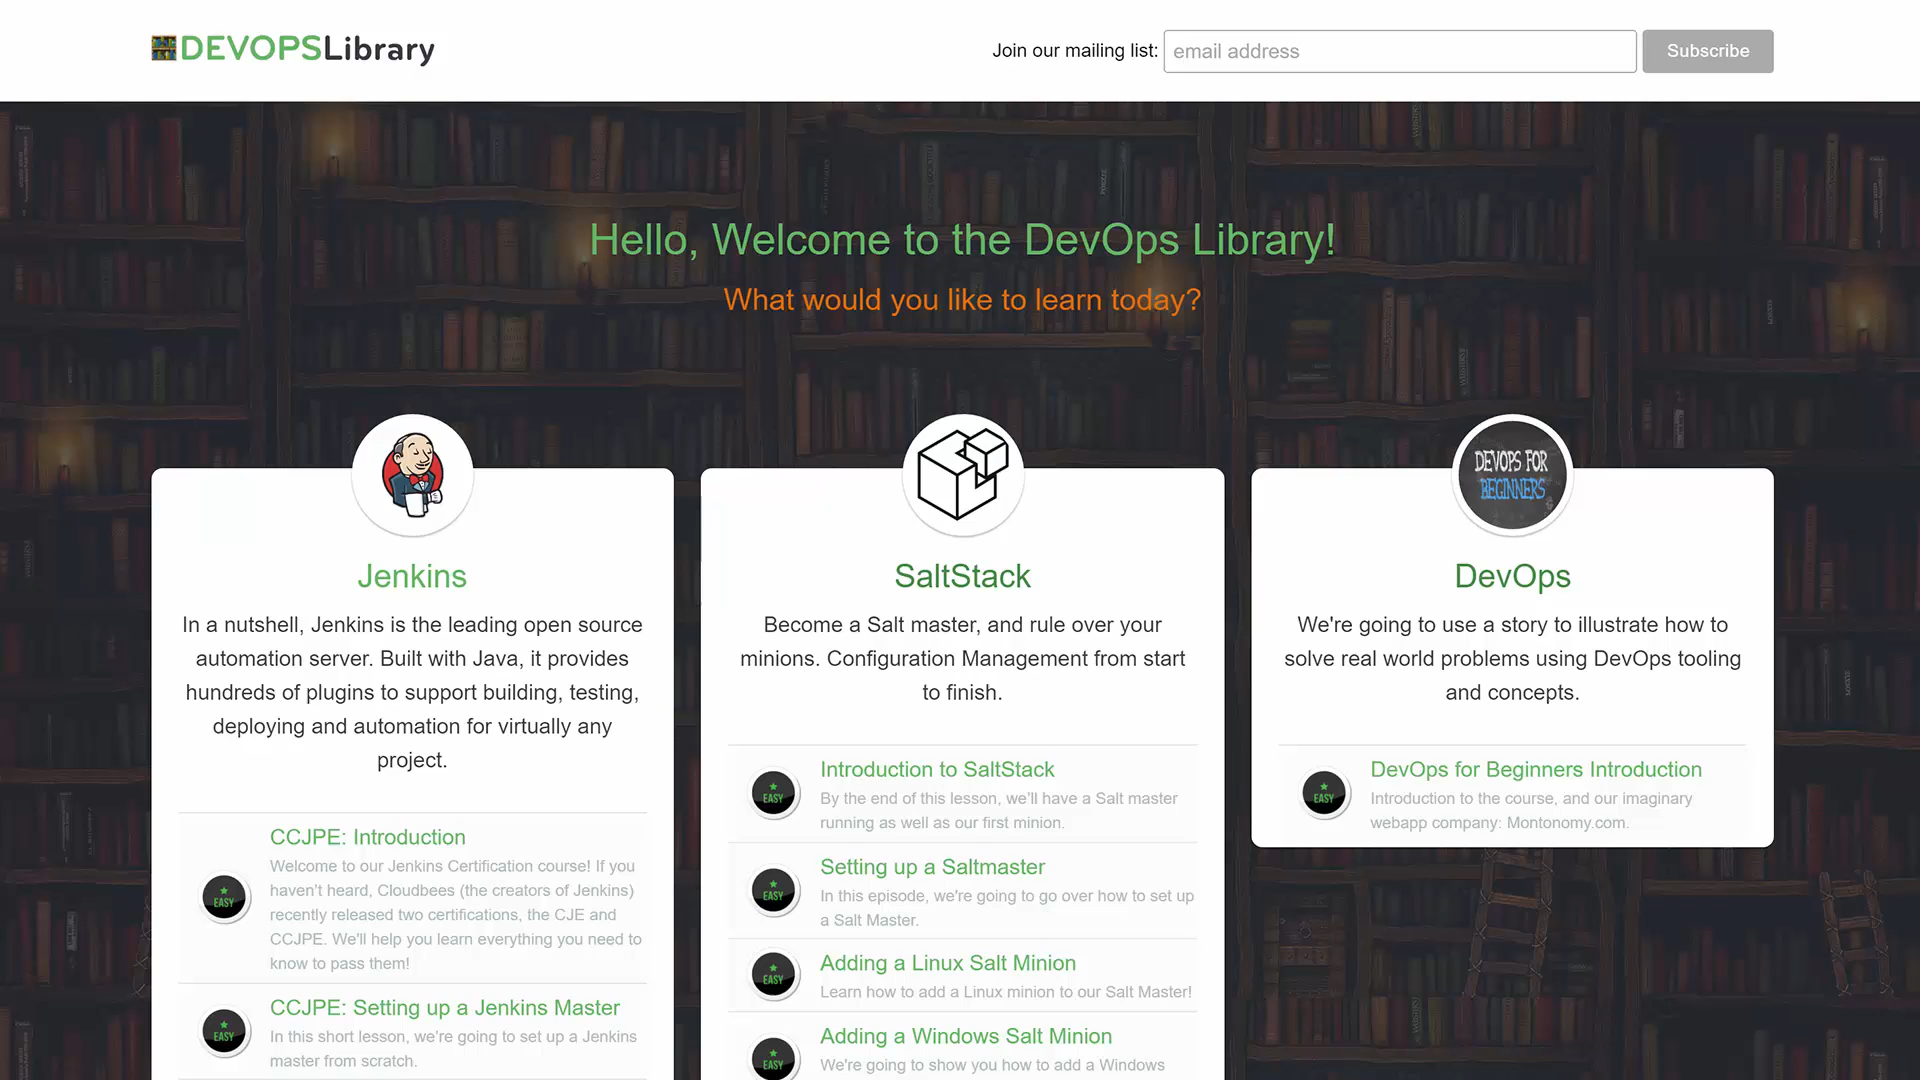 DEVOPSLibrary
Join our mailing list:
email address
Subscribe
Hello, Welcome to the DevOps Library!
What would you like to learn today?
Jenkins
In a nutshell, Jenkins is the leading open source
automation server. Built with Java, it provides
hundreds of plugins to support building, testing,
deploying and automation for virtually any
project.
EASY
CCJPE: Introduction
Welcome to our Jenkins Certification course! If you
haven't heard, Cloudbees (the creators of Jenkins)
recently released two certifications, the CJE and
CCJPE. We'll help you learn everything you need to
know to pass them!
EASY
CCJPE: Setting up a Jenkins Master
In this short lesson, we're going to set up a Jenkins
master from scratch.
SaltStack
Become a Salt master, and rule over your
minions. Configuration Management from start
to finish.
EASY
Introduction to SaltStack
By the end of this lesson, we'll have a Salt master
running as well as our first minion.
EASY
Setting up a Saltmaster
In this episode, we're going to go over how to set up
a Salt Master.
EASY
Adding a Linux Salt Minion
Learn how to add a Linux minion to our Salt Master!
EASY
Adding a Windows Salt Minion
We're going to show you how to add a Windows
DEVOPS FOR
BEGINNERS
DevOps
We're going to use a story to illustrate how to
solve real world problems using DevOps tooling
and concepts.
EASY
DevOps for Beginners Introduction
Introduction to the course, and our imaginary
webapp company: Montonomy.com.